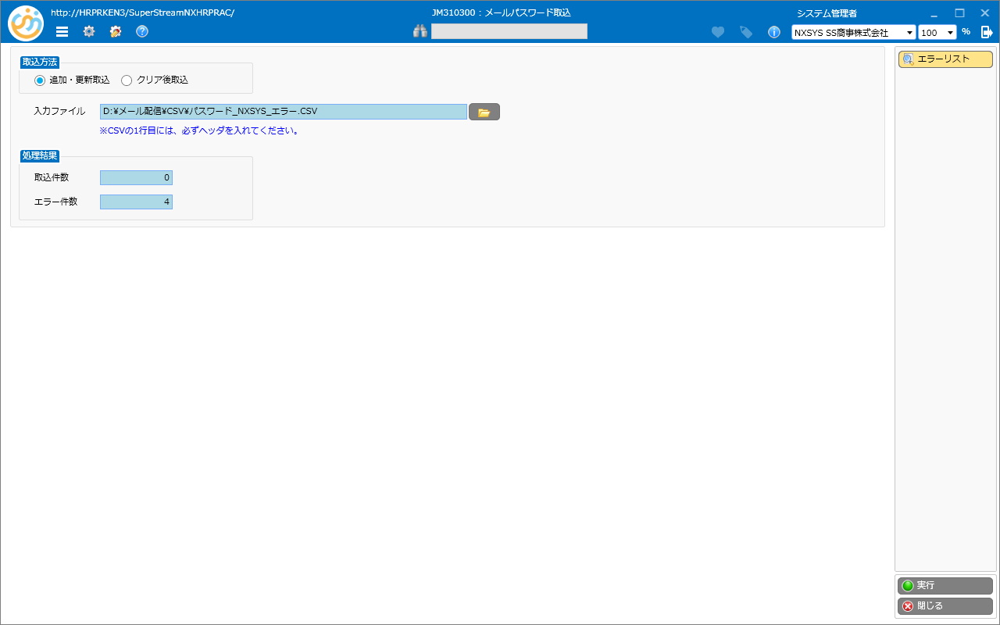 http://HRPRKEN3/SuperStreamNXHRPRAC/
JM310300：メールパスワード取込
システム管理者
NXSYS SS商事株式会社
100
%
取込方法
追加・更新取込
クリア後取込
入力ファイル
D:¥メール配信¥CSV¥パスワード_NXSYS_エラー.CSV
※CSVの1行目には、必ずヘッダを入れてください。
処理結果
取込件数
0
エラー件数
4
エラーリスト
実行
閉じる